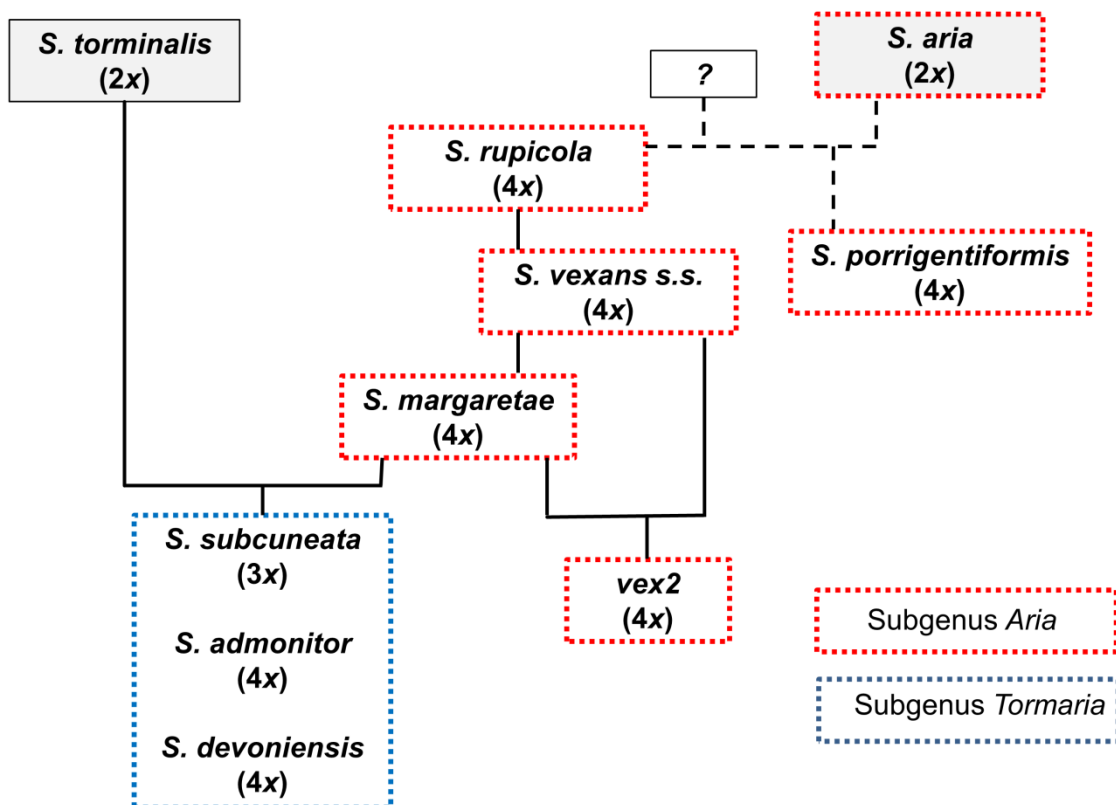 S. torminalis
(2x)
?
S. aria
(2x)
S. rupicola
(4x)
S. vexans s.s.
(4x)
S. porrigentiformis
(4x)
S. margaretae
(4x)
S. subcuneata
(3x)
S. admonitor
(4x)
S. devoniensis
(4x)
vex2
(4x)
Subgenus Aria
Subgenus Tormaria